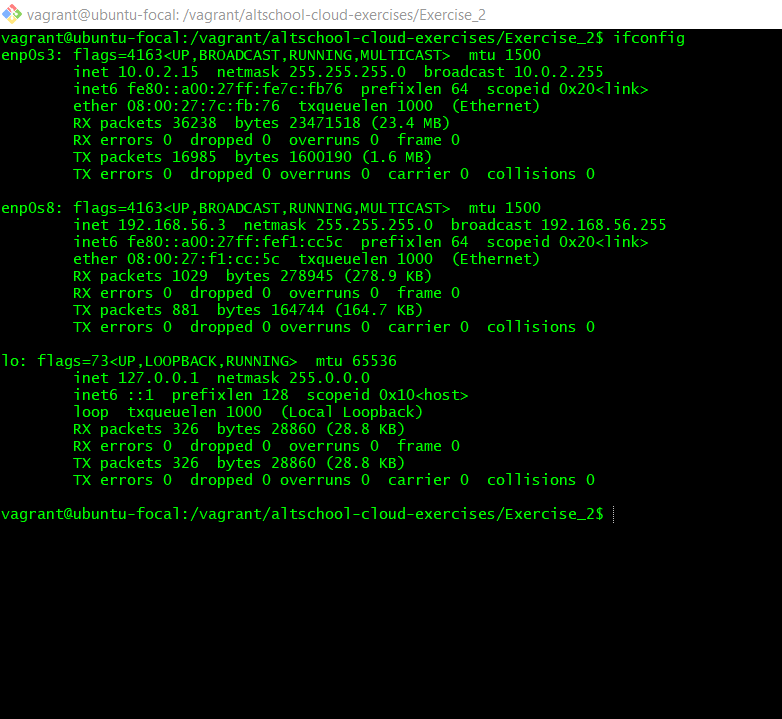 vagrant@ubuntu-focal: /vagrant/altschool-cloud-exercises/Exercise_2
vagrant@ubuntu-focal:/vagrant/altschool-cloud-exercises/Exercise_2$ ifconfig
enp0s3: flags=4163<UP,BROADCAST,RUNNING,MULTICAST>  mtu 1500
        inet 10.0.2.15  netmask 255.255.255.0  broadcast 10.0.2.255
        inet6 fe80::a00:27ff:fe7c:fb76  prefixlen 64  scopeid 0x20<link>
        ether 08:00:27:7c:fb:76  txqueuelen 1000  (Ethernet)
        RX packets 36238  bytes 23471518 (23.4 MB)
        RX errors 0  dropped 0  overruns 0  frame 0
        TX packets 16985  bytes 1600190 (1.6 MB)
        TX errors 0  dropped 0 overruns 0  carrier 0  collisions 0

enp0s8: flags=4163<UP,BROADCAST,RUNNING,MULTICAST>  mtu 1500
        inet 192.168.56.3  netmask 255.255.255.0  broadcast 192.168.56.255
        inet6 fe80::a00:27ff:fef1:cc5c  prefixlen 64  scopeid 0x20<link>
        ether 08:00:27:f1:cc:5c  txqueuelen 1000  (Ethernet)
        RX packets 1029  bytes 278945 (278.9 KB)
        RX errors 0  dropped 0  overruns 0  frame 0
        TX packets 881  bytes 164744 (164.7 KB)
        TX errors 0  dropped 0 overruns 0  carrier 0  collisions 0

lo: flags=73<UP,LOOPBACK,RUNNING>  mtu 65536
        inet 127.0.0.1  netmask 255.0.0.0
        inet6 ::1  prefixlen 128  scopeid 0x10<host>
        loop  txqueuelen 1000  (Local Loopback)
        RX packets 326  bytes 28860 (28.8 KB)
        RX errors 0  dropped 0  overruns 0  frame 0
        TX packets 326  bytes 28860 (28.8 KB)
        TX errors 0  dropped 0 overruns 0  carrier 0  collisions 0

vagrant@ubuntu-focal:/vagrant/altschool-cloud-exercises/Exercise_2$